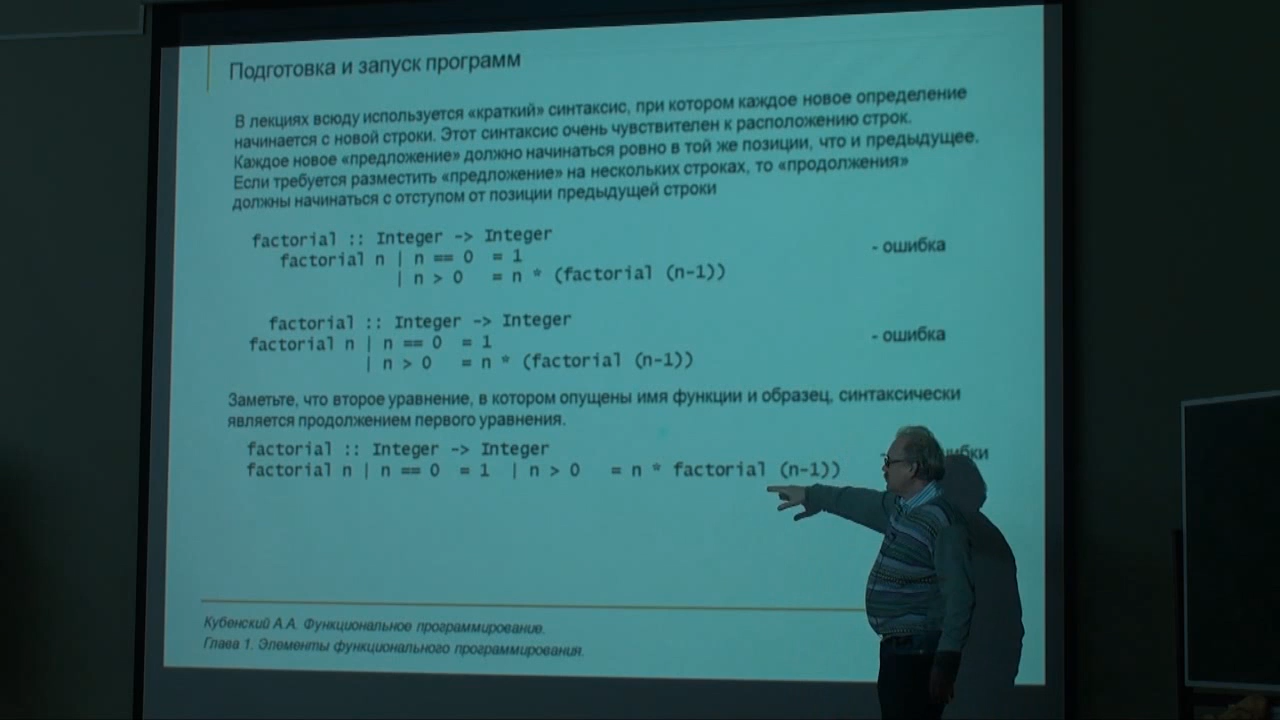 Подготовка и запуск программ
В лекциях всюду используется «краткий» синтаксис, при котором каждое новое определение
начинается с новой строки. Этот синтаксис очень чувствителен к расположению строк.
Каждое новое «предложение» должно начинаться ровно в той же позиции, что и предыдущее.
Если требуется разместить «предложение» на нескольких строках, то «продолжения»
должны начинаться с отступом от позиции предыдущей строки
factorial :: Integer -> Integer
factorial n | n == 0 = 1 - ошибка
| n > 0 = n * (factorial (n-1))
factorial :: Integer -> Integer
factorial n | n == 0 = 1 - ошибка
| n > 0 = n * (factorial (n-1))
Заметьте, что второе уравнение, в котором опущены имя функции и образец, синтаксически
является продолжением первого уравнения.
factorial :: Integer -> Integer
factorial n | n == 0 = 1 | n > 0 = n * factorial (n-1))
Кубенский А.А. Функциональное программирование.
Глава 1. Элементы функционального программирования.